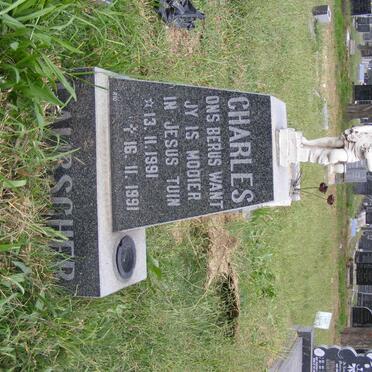 CHARLES
ONS BERUS WANT
JY IS MOOIER
IN JESUS TUIN
☆ 13.11.1991
✞ 16.11.1991